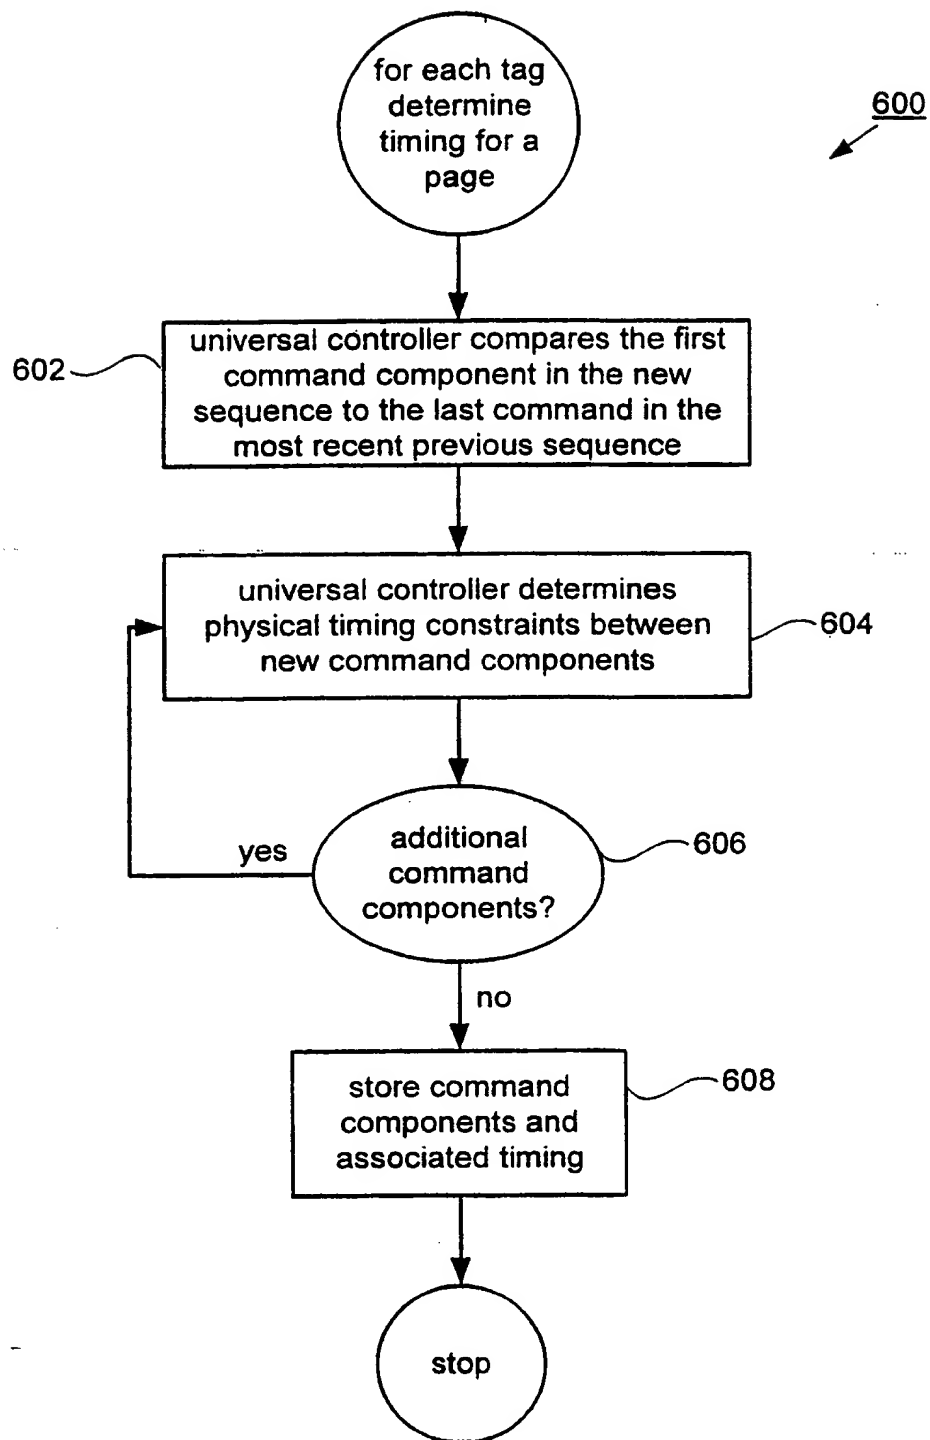 for each tag
determine
timing for a
page
600
602
universal controller compares the first
command component in the new
sequence to the last command in the
most recent previous sequence
universal controller determines
physical timing constraints between
new command components
604
yes
additional
command
components?
606
no
store command
components and
associated timing
608
stop